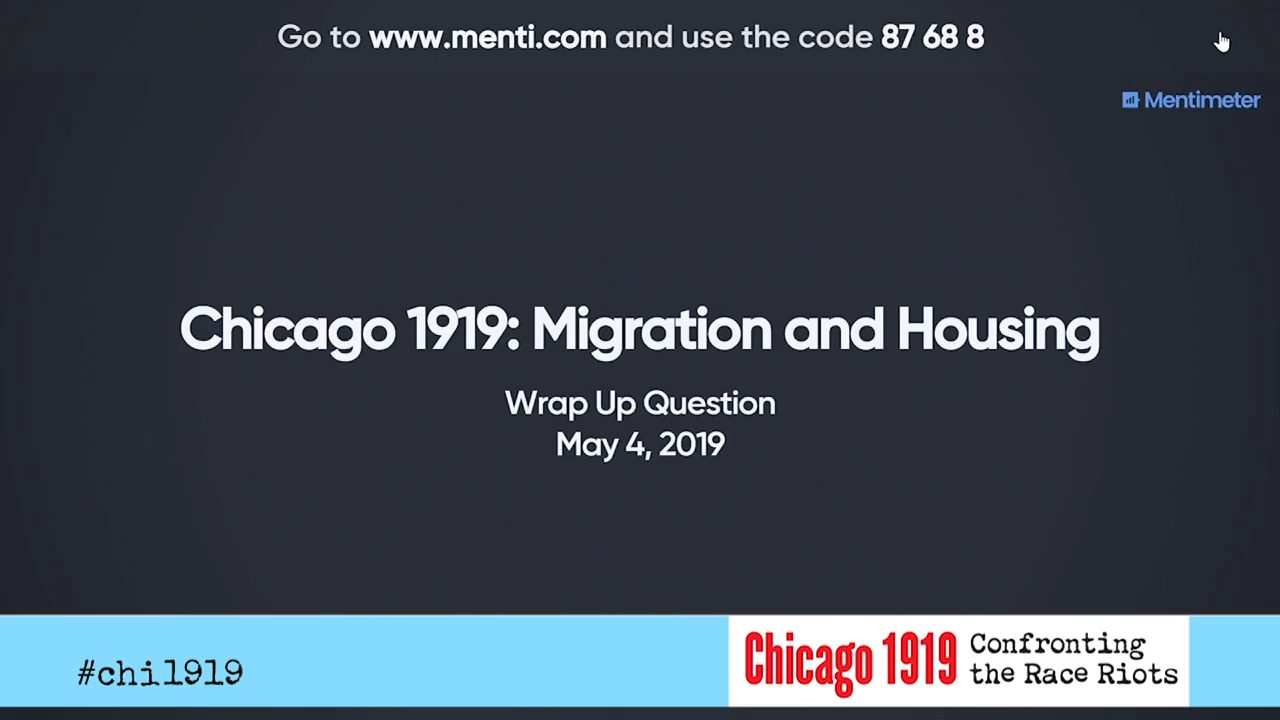 Go to www.menti.com and use the code 87 68 8
Mentimeter
Chicago 1919: Migration and Housing
Wrap Up Question
May 4, 2019
#chi1919
Chicago 1919
Confronting
the Race Riots